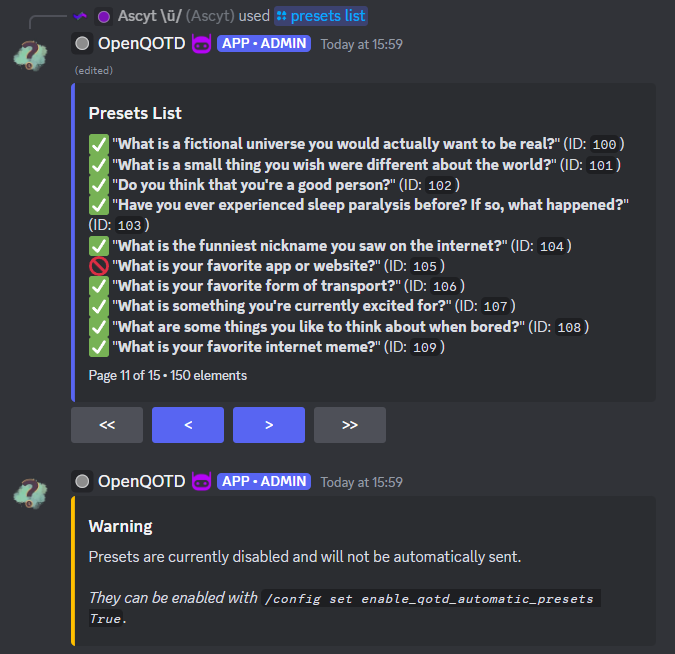 Ascyt \ü/ (Ascyt) used presets list
OpenQOTD APP • ADMIN Today at 15:59
(edited)
Presets List
✅ "What is a fictional universe you would actually want to be real?" (ID: 100)
✅ "What is a small thing you wish were different about the world?" (ID: 101)
✅ "Do you think that you're a good person?" (ID: 102)
✅ "Have you ever experienced sleep paralysis before? If so, what happened?"
(ID: 103)
✅ "What is the funniest nickname you saw on the internet?" (ID: 104)
🚫 "What is your favorite app or website?" (ID: 105)
✅ "What is your favorite form of transport?" (ID: 106)
✅ "What is something you're currently excited for?" (ID: 107)
✅ "What are some things you like to think about when bored?" (ID: 108)
✅ "What is your favorite internet meme?" (ID: 109)
Page 11 of 15 • 150 elements
<< < > >>
OpenQOTD APP • ADMIN Today at 15:59
Warning
Presets are currently disabled and will not be automatically sent.
They can be enabled with /config set enable_qotd_automatic_presets
True.